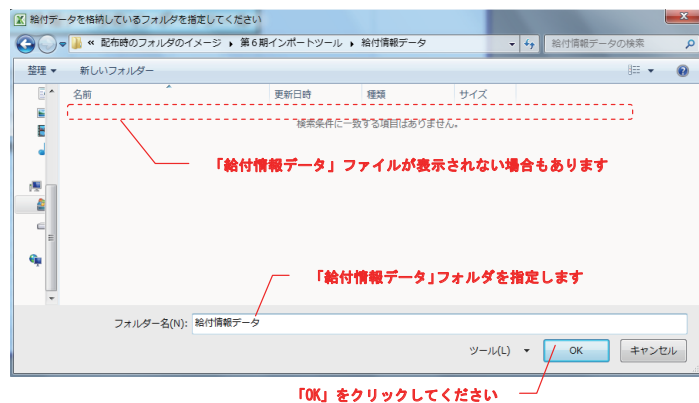 給付データを格納しているフォルダを指定してください
« 配布時のフォルダのイメージ ▸ 第6期インポートツール ▸ 給付情報データ
給付情報データの検索
整理 ▼ 新しいフォルダー
名前 更新日時 種類 サイズ
検索条件に一致する項目はありません。
「給付情報データ」ファイルが表示されない場合もあります
「給付情報データ」フォルダを指定します
フォルダー名(N): 給付情報データ
ツール(L) ▼ OK キャンセル
「OK」をクリックしてください